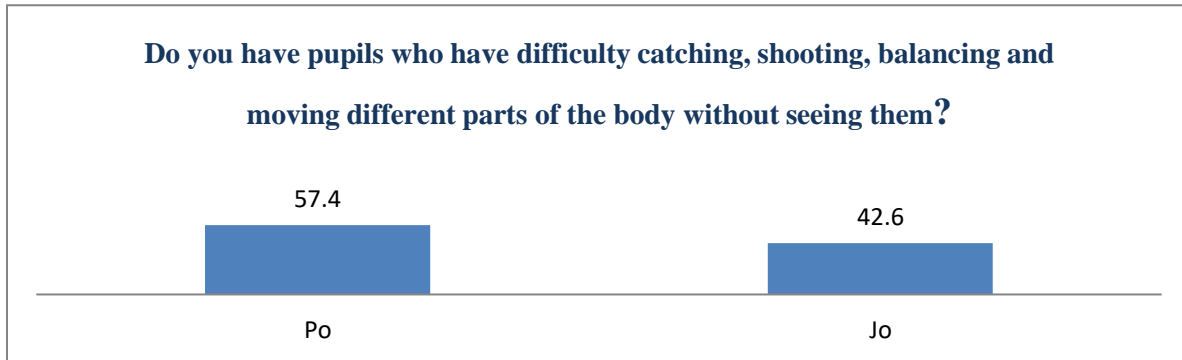 Do you have pupils who have difficulty catching, shooting, balancing and
moving different parts of the body without seeing them?
57.4
42.6
Po
Jo